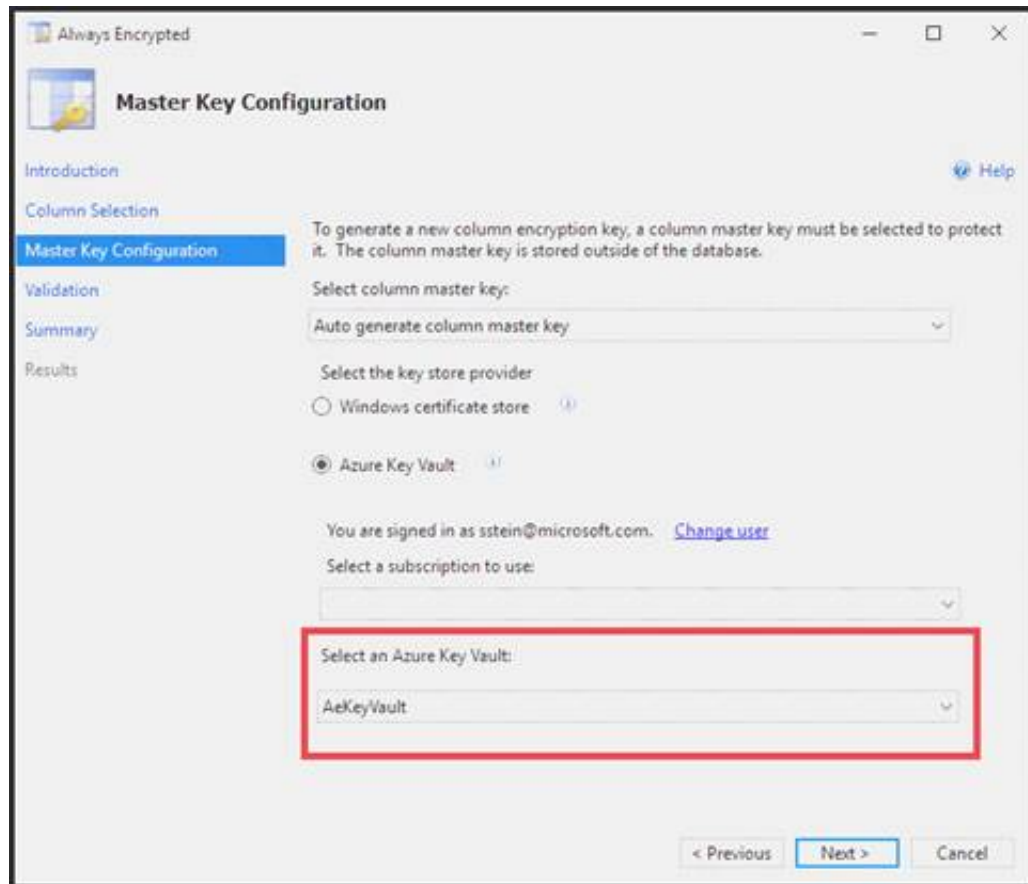 Always Encrypted
Master Key Configuration
Introduction
Help
Column Selection
Master Key Configuration
Validation
Summary
Results
To generate a new column encryption key, a column master key must be selected to protect
it. The column master key is stored outside of the database.
Select column master key:
Auto generate column master key
Select the key store provider
Windows certificate store
Azure Key Vault
You are signed in as sstein@microsoft.com. Change user
Select a subscription to use:
Select an Azure Key Vault:
AeKeyVault
< Previous
Next >
Cancel